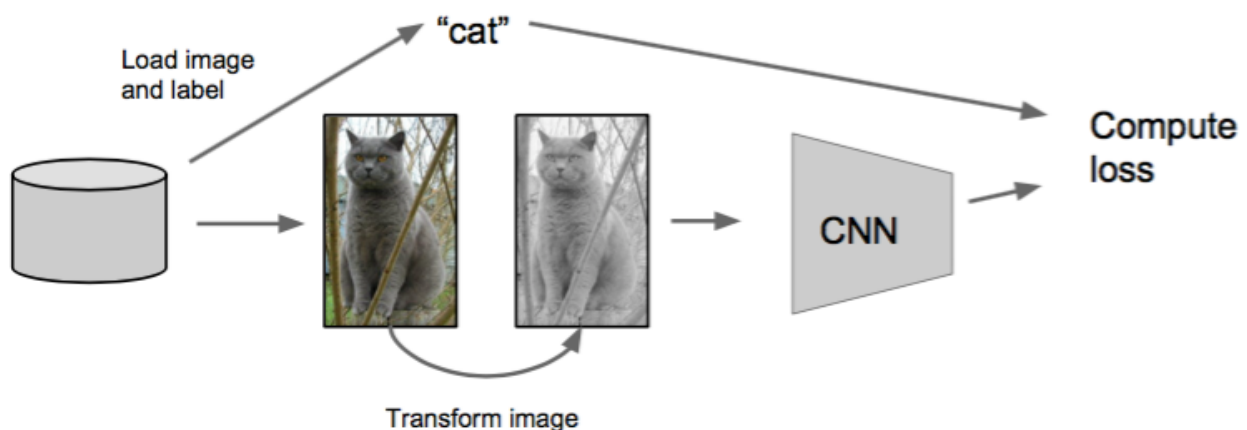 “cat”
Load image
and label
Compute
loss
CNN
Transform image